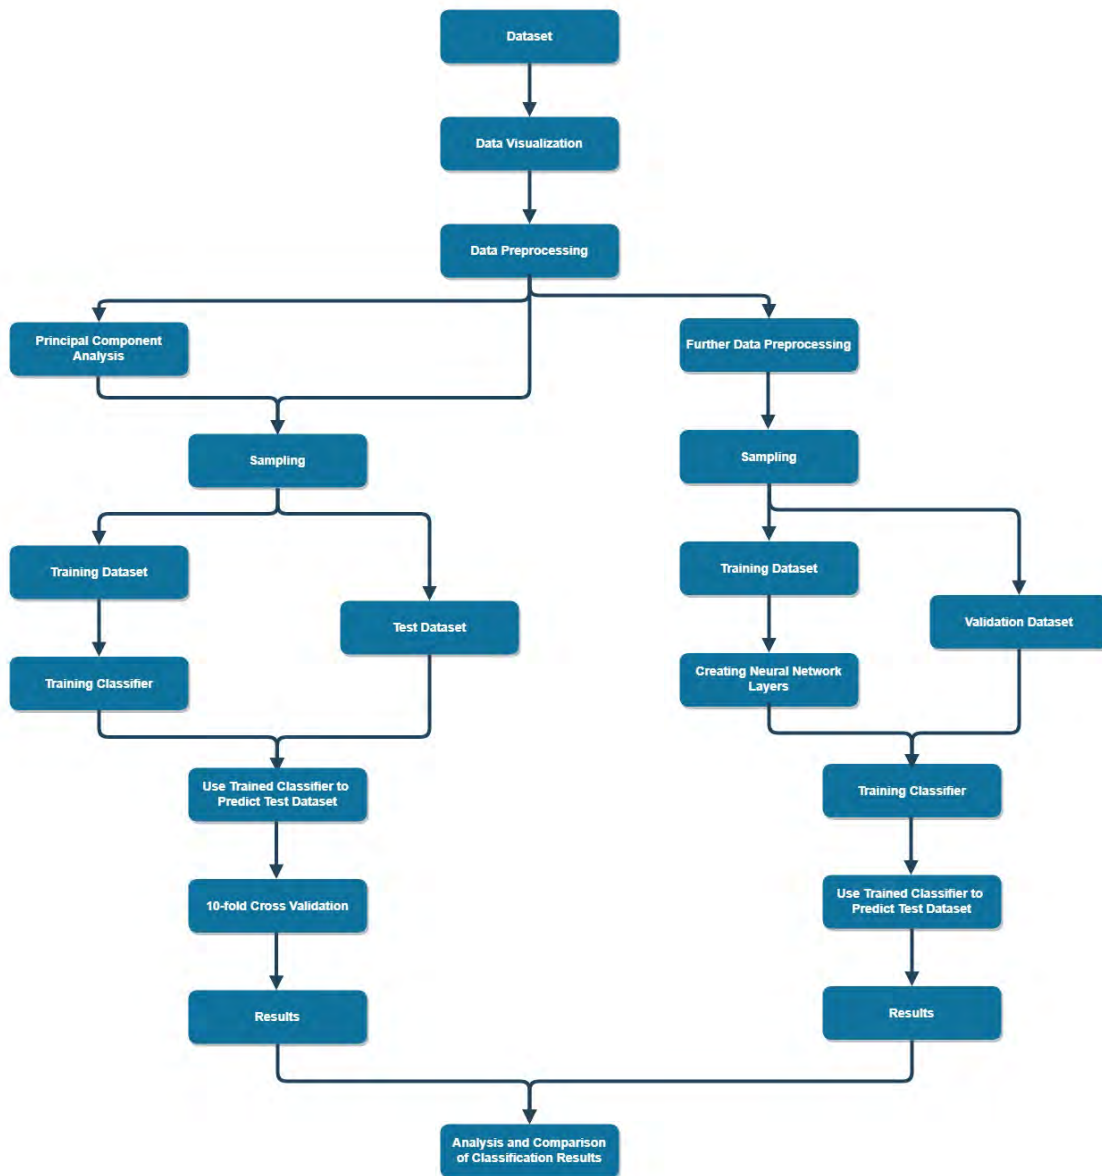 Dataset
Data Visualization
Data Preprocessing
Principal Component
Analysis
Further Data Preprocessing
Sampling
Sampling
Training Dataset
Training Dataset
Test Dataset
Validation Dataset
Training Classifier
Creating Neural Network
Layers
Use Trained Classifier to
Predict Test Dataset
Training Classifier
10-fold Cross Validation
Use Trained Classifier to
Predict Test Dataset
Results
Results
Analysis and Comparison
of Classification Results